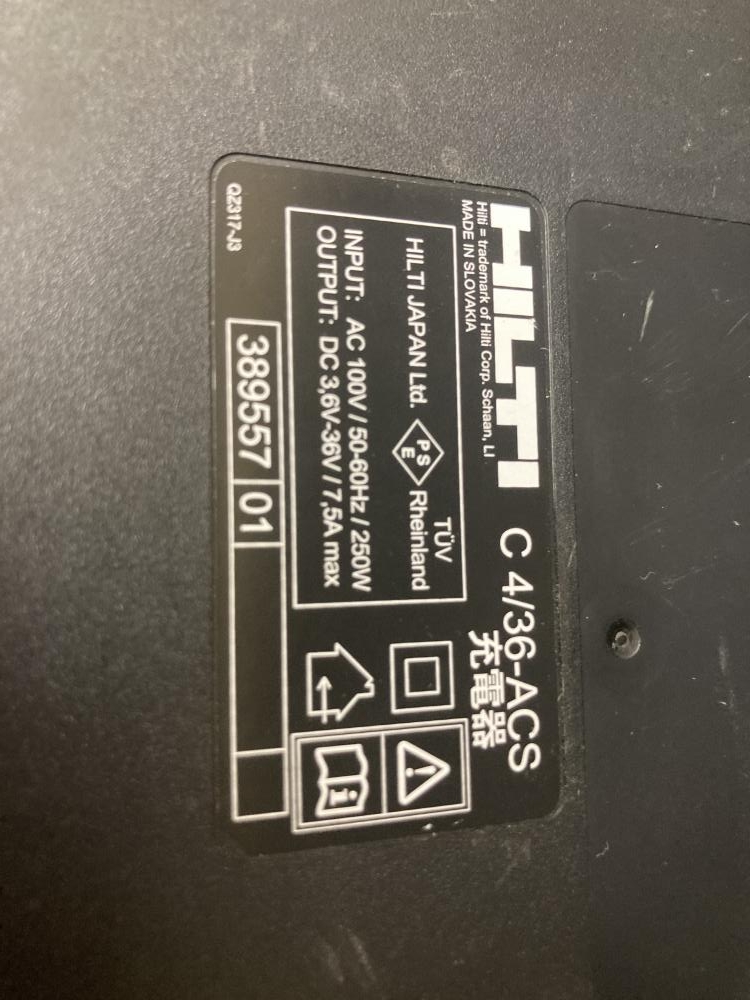 HILTI
C 4/36-ACS
充電器
Hilti = trademark of Hilti Corp. Schaan, LI
MADE IN SLOVAKIA
HILTI JAPAN Ltd.
PS
E
TÜV
Rheinland
INPUT: AC 100V / 50-60Hz / 250W
OUTPUT: DC 3,6V-36V / 7,5A max
389557 01
QZ317-J3